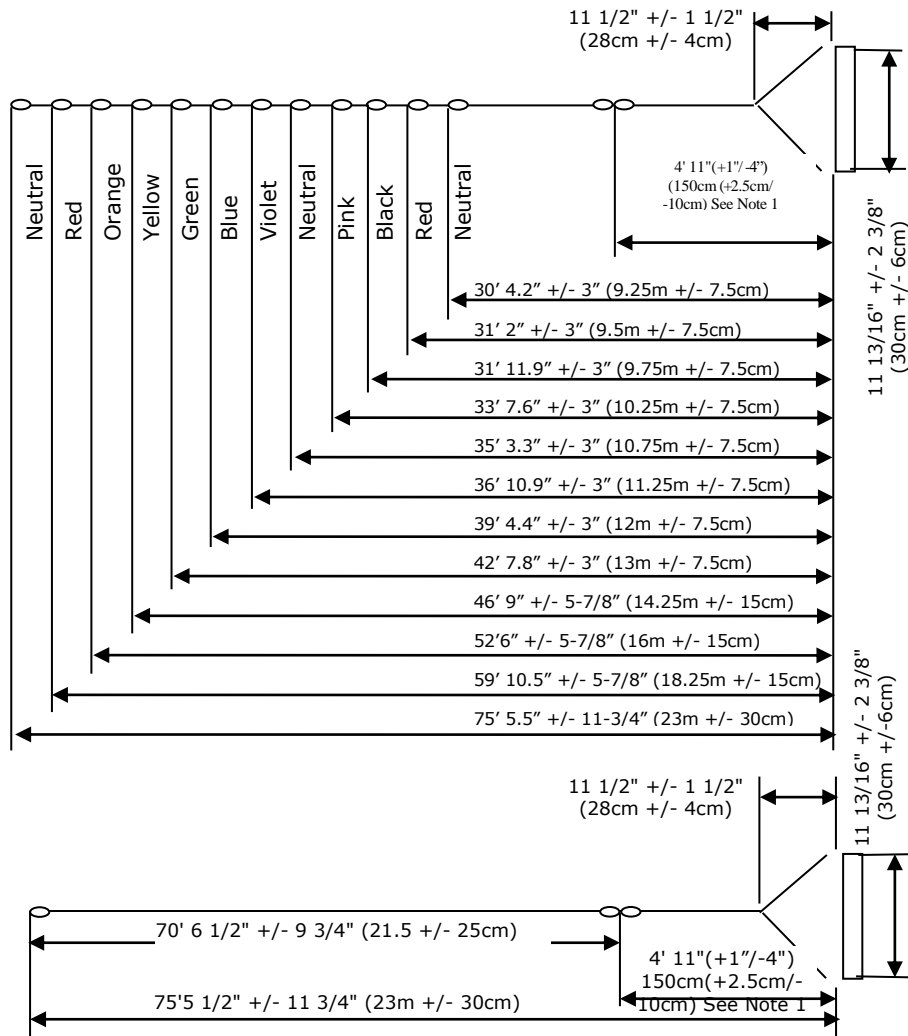 11 1/2" +/- 1 1/2"
(28cm +/- 4cm)
Neutral
Red
Orange
Yellow
Green
Blue
Violet
Neutral
Pink
Black
Red
Neutral
4' 11"(+1"/-4")
(150cm (+2.5cm/
-10cm) See Note 1
11 13/16" +/- 2 3/8"
(30cm +/- 6cm)
30' 4.2" +/- 3" (9.25m +/- 7.5cm)
31' 2" +/- 3" (9.5m +/- 7.5cm)
31' 11.9" +/- 3" (9.75m +/- 7.5cm)
33' 7.6" +/- 3" (10.25m +/- 7.5cm)
35' 3.3" +/- 3" (10.75m +/- 7.5cm)
36' 10.9" +/- 3" (11.25m +/- 7.5cm)
39' 4.4" +/- 3" (12m +/- 7.5cm)
42' 7.8" +/- 3" (13m +/- 7.5cm)
46' 9" +/- 5-7/8" (14.25m +/- 15cm)
52'6" +/- 5-7/8" (16m +/- 15cm)
59' 10.5" +/- 5-7/8" (18.25m +/- 15cm)
75' 5.5" +/- 11-3/4" (23m +/- 30cm)
11 1/2" +/- 1 1/2"
(28cm +/- 4cm)
11 13/16" +/- 2 3/8"
(30cm +/-6cm)
70' 6 1/2" +/- 9 3/4" (21.5 +/- 25cm)
4' 11"(+1"/-4")
150cm(+2.5cm/-
10cm) See Note 1
75'5 1/2" +/- 11 3/4" (23m +/- 30cm)